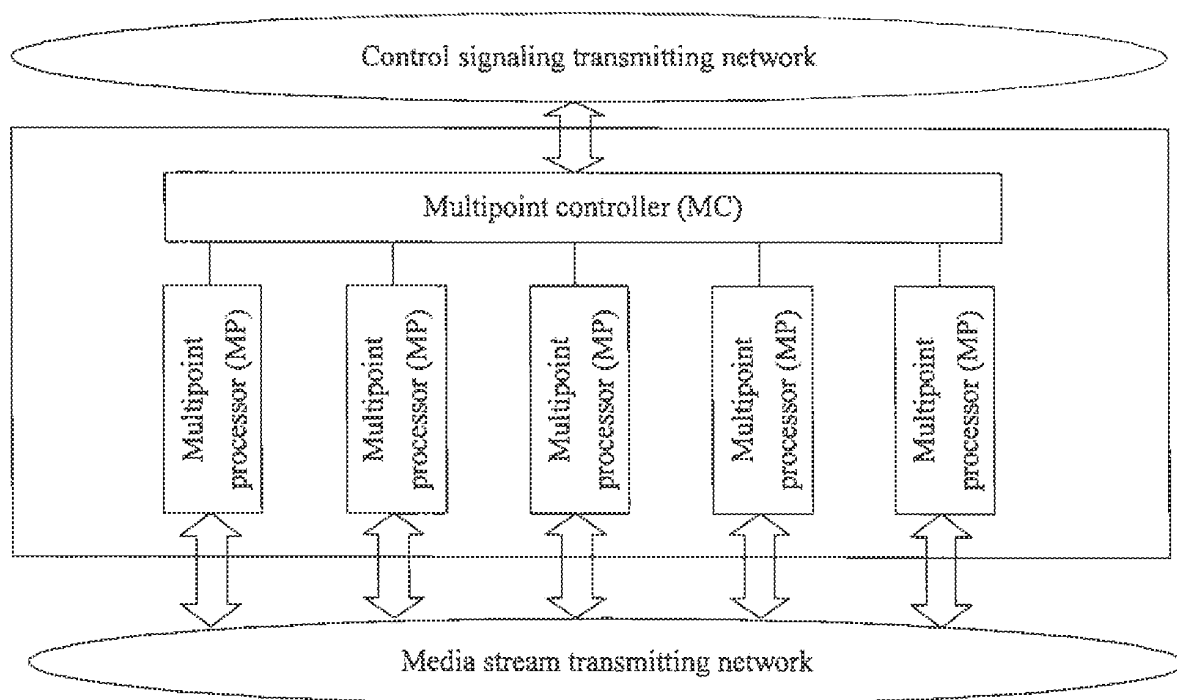 Control signaling transmitting network
Multipoint controller (MC)
Multipoint
processor (MP)
Multipoint
processor (MP)
Multipoint
processor (MP)
Multipoint
processor (MP)
Multipoint
processor (MP)
Media stream transmitting network